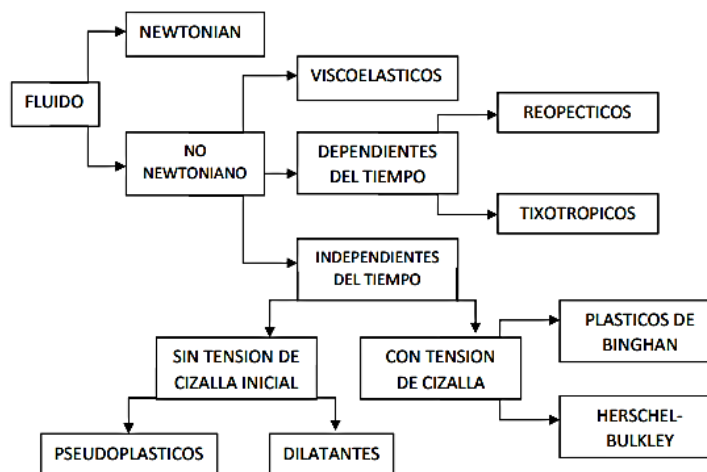 NEWTONIAN
FLUIDO
VISCOELASTICOS
NO
NEWTONIANO
DEPENDIENTES
DEL TIEMPO
REOPECTICOS
TIXOTROPICOS
INDEPENDIENTES
DEL TIEMPO
SIN TENSION DE
CIZALLA INICIAL
CON TENSION
DE CIZALLA
PLASTICOS DE
BINGHAN
HERSCHEL-
BULKLEY
PSEUDOPLASTICOS
DILATANTES